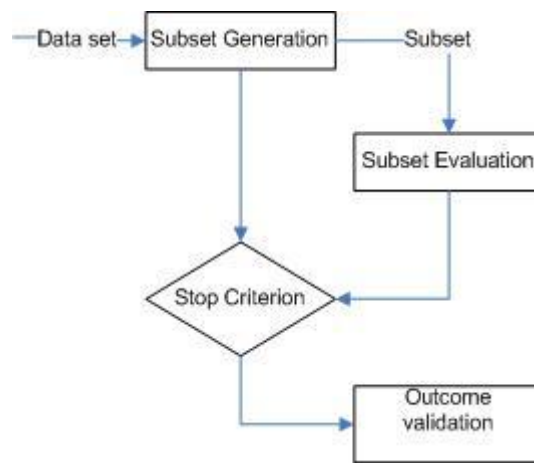 Data set
Subset Generation
Subset
Subset Evaluation
Stop Criterion
Outcome
validation